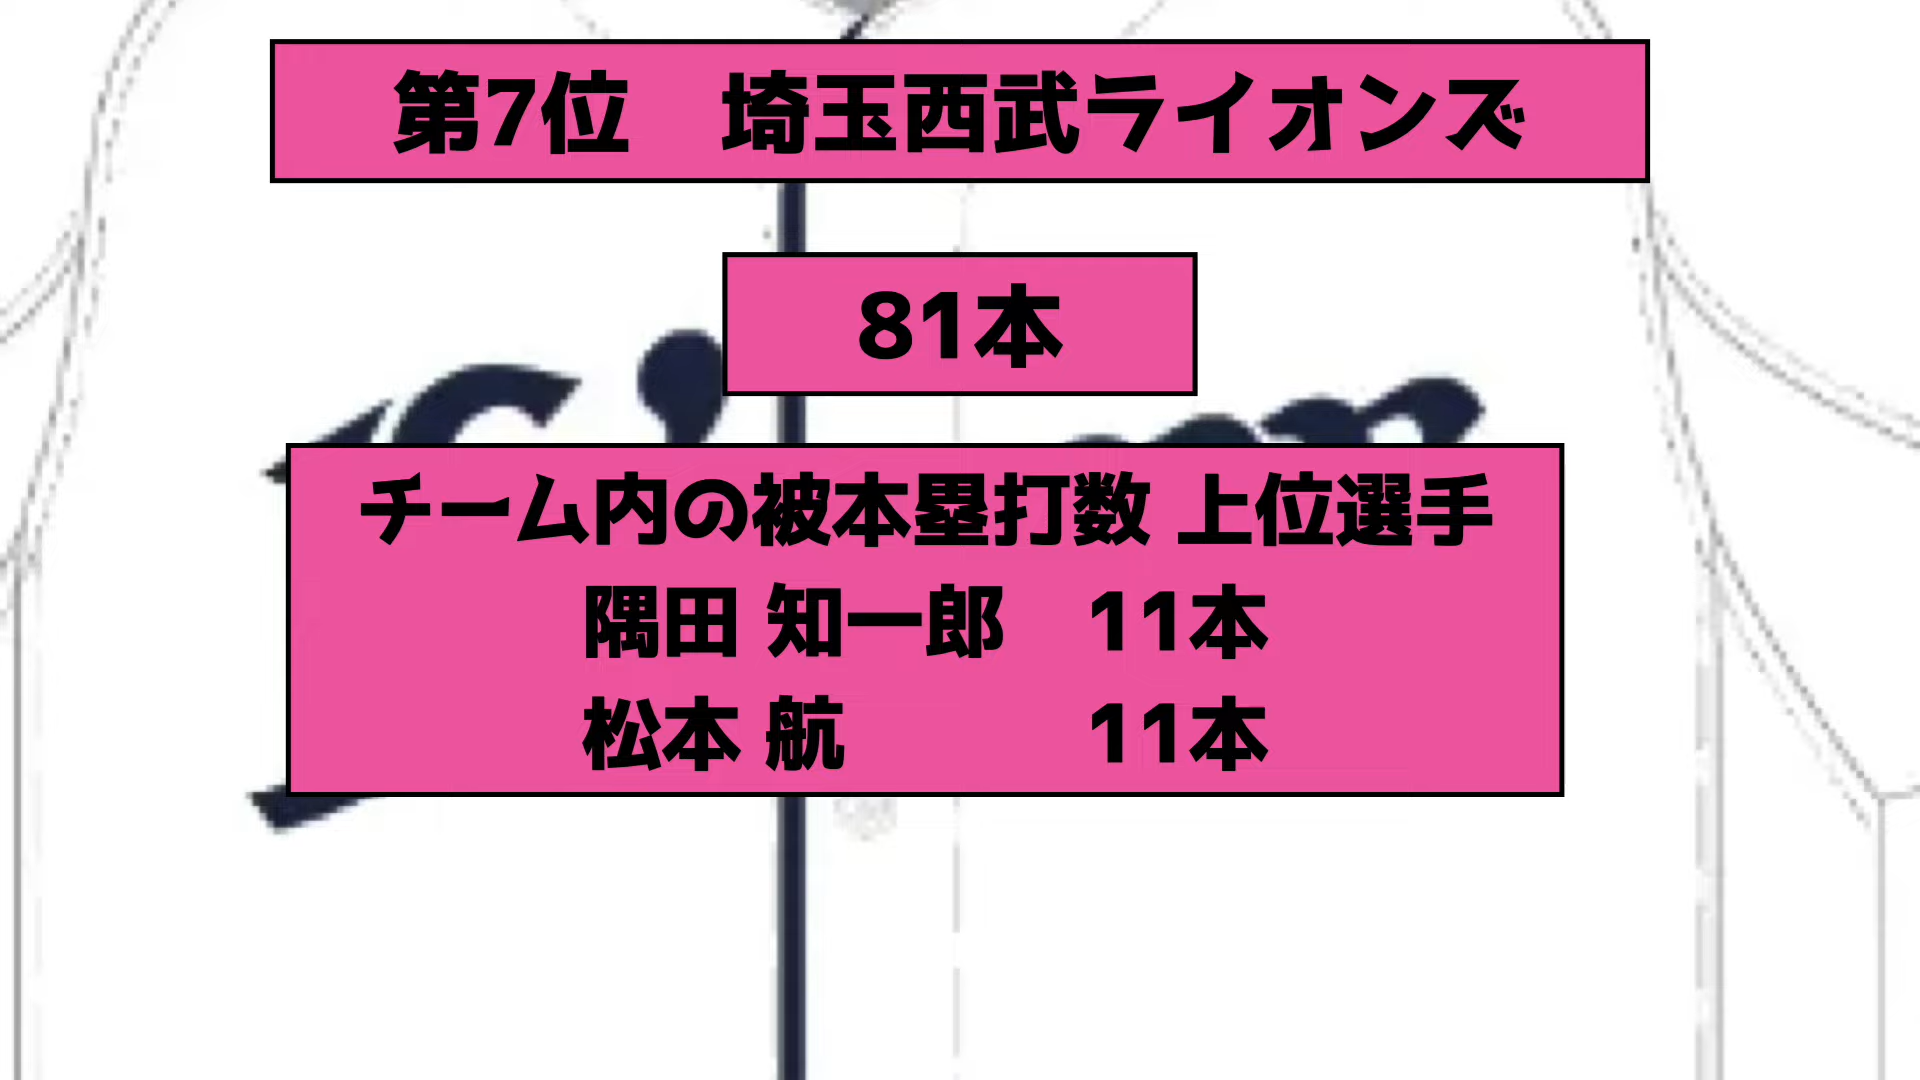 第7位　埼玉西武ライオンズ
81本
チーム内の被本塁打数 上位選手
隅田 知一郎　11本
松本 航　　　11本